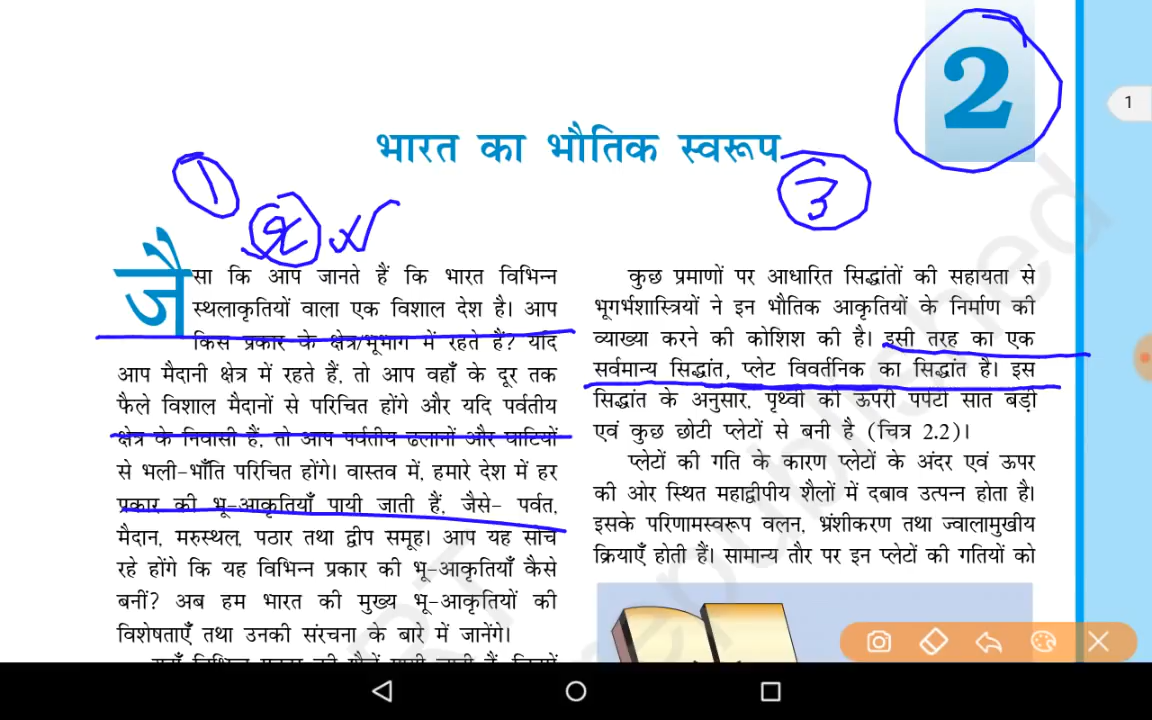 2
1
भारत का भौतिक स्वरूप
1
2
3
जैसा कि आप जानते हैं कि भारत विभिन्न
स्थलाकृतियों वाला एक विशाल देश है। आप
किस प्रकार के क्षेत्र/भूभाग में रहते हैं? यदि
आप मैदानी क्षेत्र में रहते हैं, तो आप वहाँ के दूर तक
फैले विशाल मैदानों से परिचित होंगे और यदि पर्वतीय
क्षेत्र के निवासी हैं, तो आप पर्वतीय ढलानों और घाटियों
से भली-भाँति परिचित होंगे। वास्तव में, हमारे देश में हर
प्रकार की भू-आकृतियाँ पायी जाती हैं, जैसे- पर्वत,
मैदान, मरुस्थल, पठार तथा द्वीप समूह। आप यह सोच
रहे होंगे कि यह विभिन्न प्रकार की भू-आकृतियाँ कैसे
बनीं? अब हम भारत की मुख्य भू-आकृतियों की
विशेषताएँ तथा उनकी संरचना के बारे में जानेंगे।
कुछ प्रमाणों पर आधारित सिद्धांतों की सहायता से
भूगर्भशास्त्रियों ने इन भौतिक आकृतियों के निर्माण की
व्याख्या करने की कोशिश की है। इसी तरह का एक
सर्वमान्य सिद्धांत, प्लेट विवर्तनिक का सिद्धांत है। इस
सिद्धांत के अनुसार, पृथ्वी की ऊपरी पर्पटी सात बड़ी
एवं कुछ छोटी प्लेटों से बनी है (चित्र 2.2)।
प्लेटों की गति के कारण प्लेटों के अंदर एवं ऊपर
की ओर स्थित महाद्वीपीय शैलों में दबाव उत्पन्न होता है।
इसके परिणामस्वरूप वलन, भ्रंशीकरण तथा ज्वालामुखीय
क्रियाएँ होती हैं। सामान्य तौर पर इन प्लेटों की गतियों को